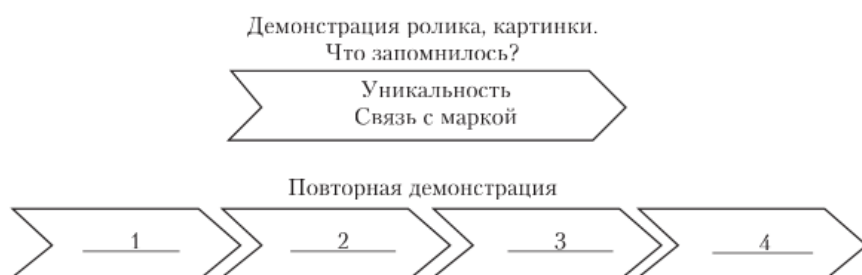 Демонстрация ролика, картинки.
Что запомнилось?
Уникальность
Связь с маркой
Повторная демонстрация
1 2 3 4